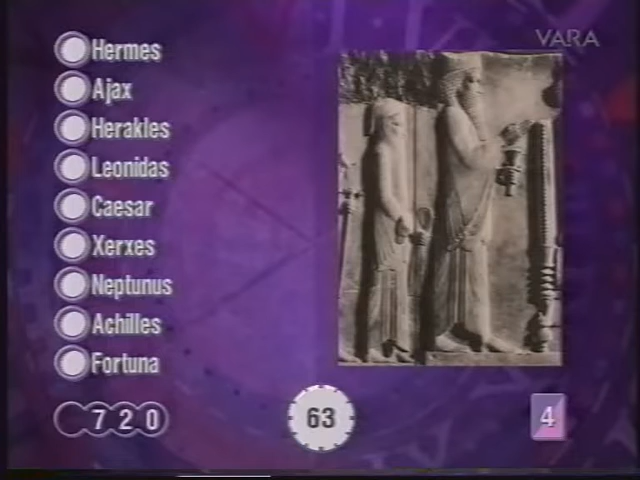 VARA
Hermes
Ajax
Herakles
Leonidas
Caesar
Xerxes
Neptunus
Achilles
Fortuna
720
63
4